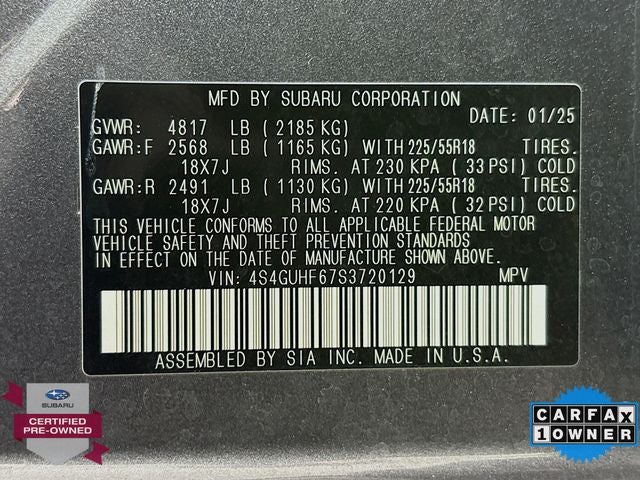 MFD BY SUBARU CORPORATION
DATE: 01/25
GVWR: 4817 LB (2185 KG)
GAWR:F 2568 LB (1165 KG) WITH 225/55R18 TIRES.
18X7J RIMS. AT 230 KPA (33 PSI) COLD
GAWR:R 2491 LB (1130 KG) WITH 225/55R18 TIRES.
18X7J RIMS. AT 220 KPA (32 PSI) COLD
THIS VEHICLE CONFORMS TO ALL APPLICABLE FEDERAL MOTOR
VEHICLE SAFETY AND THEFT PREVENTION STANDARDS
IN EFFECT ON THE DATE OF MANUFACTURE SHOWN ABOVE.
VIN: 4S4GUHF67S3720129 MPV
ASSEMBLED BY SIA INC. MADE IN U.S.A.
SUBARU
CERTIFIED
PRE-OWNED
CARFAX
1 OWNER